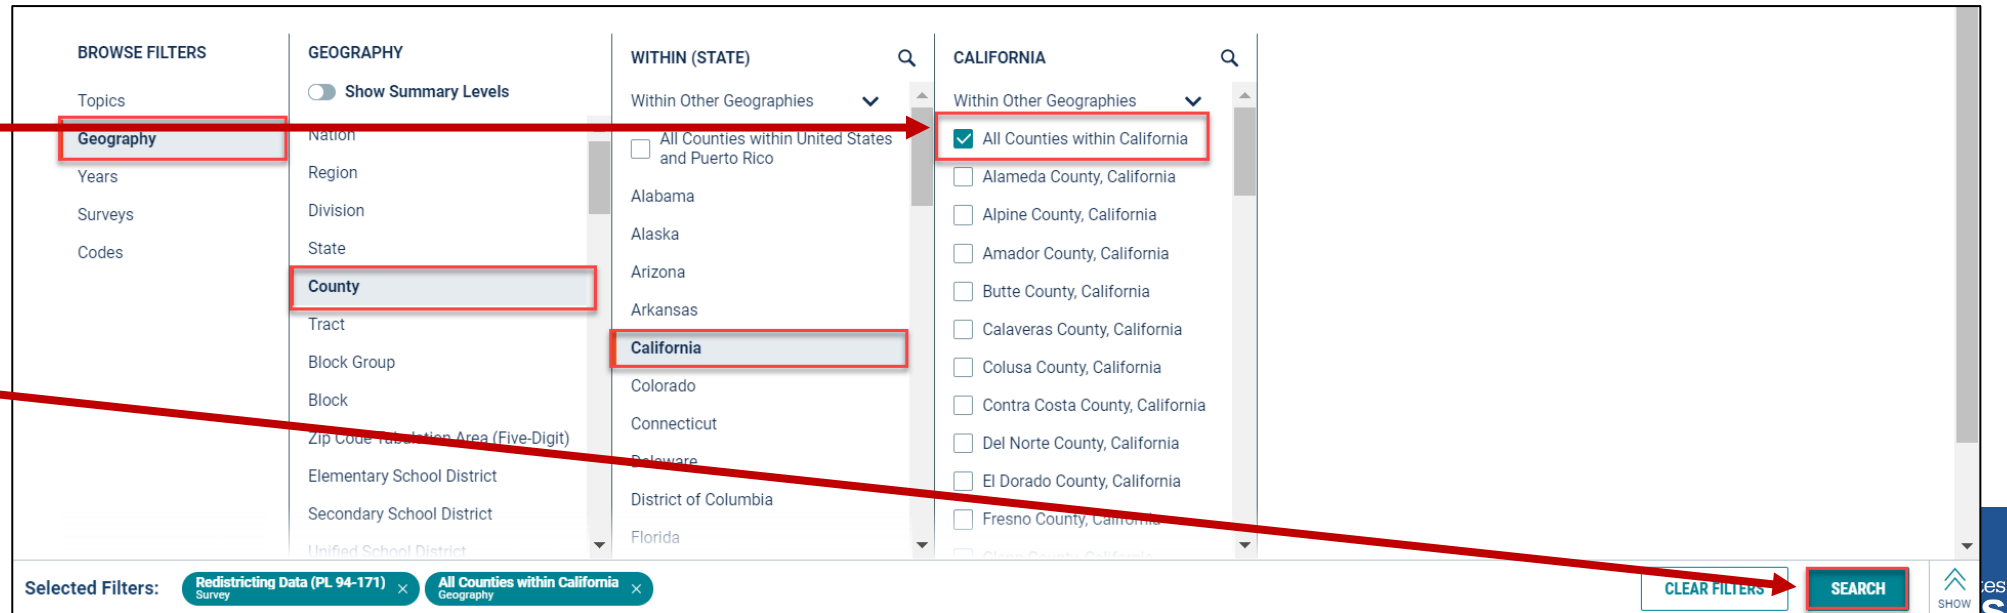 BROWSE FILTERS
Topics
Geography
Years
Surveys
Codes
GEOGRAPHY
Show Summary Levels
Nation
Region
Division
State
County
Tract
Block Group
Block
Zip Code Tabulation Area (Five-Digit)
Elementary School District
Secondary School District
Unified School District
WITHIN (STATE)
Within Other Geographies
All Counties within United States
and Puerto Rico
Alabama
Alaska
Arizona
Arkansas
California
Colorado
Connecticut
Delaware
District of Columbia
Florida
CALIFORNIA
Within Other Geographies
All Counties within California
Alameda County, California
Alpine County, California
Amador County, California
Butte County, California
Calaveras County, California
Colusa County, California
Contra Costa County, California
Del Norte County, California
El Dorado County, California
Fresno County, California
Glenn County, California
Selected Filters:
Redistricting Data (PL 94-171)
Survey
All Counties within California
Geography
CLEAR FILTERS
SEARCH
SHOW
tes